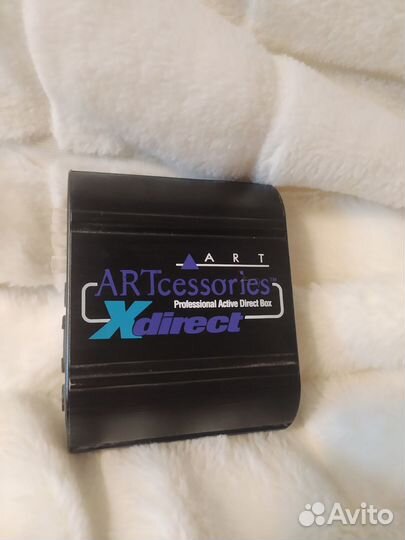 ART
ARTcessories™
Professional Active Direct Box
Xdirect
Avito